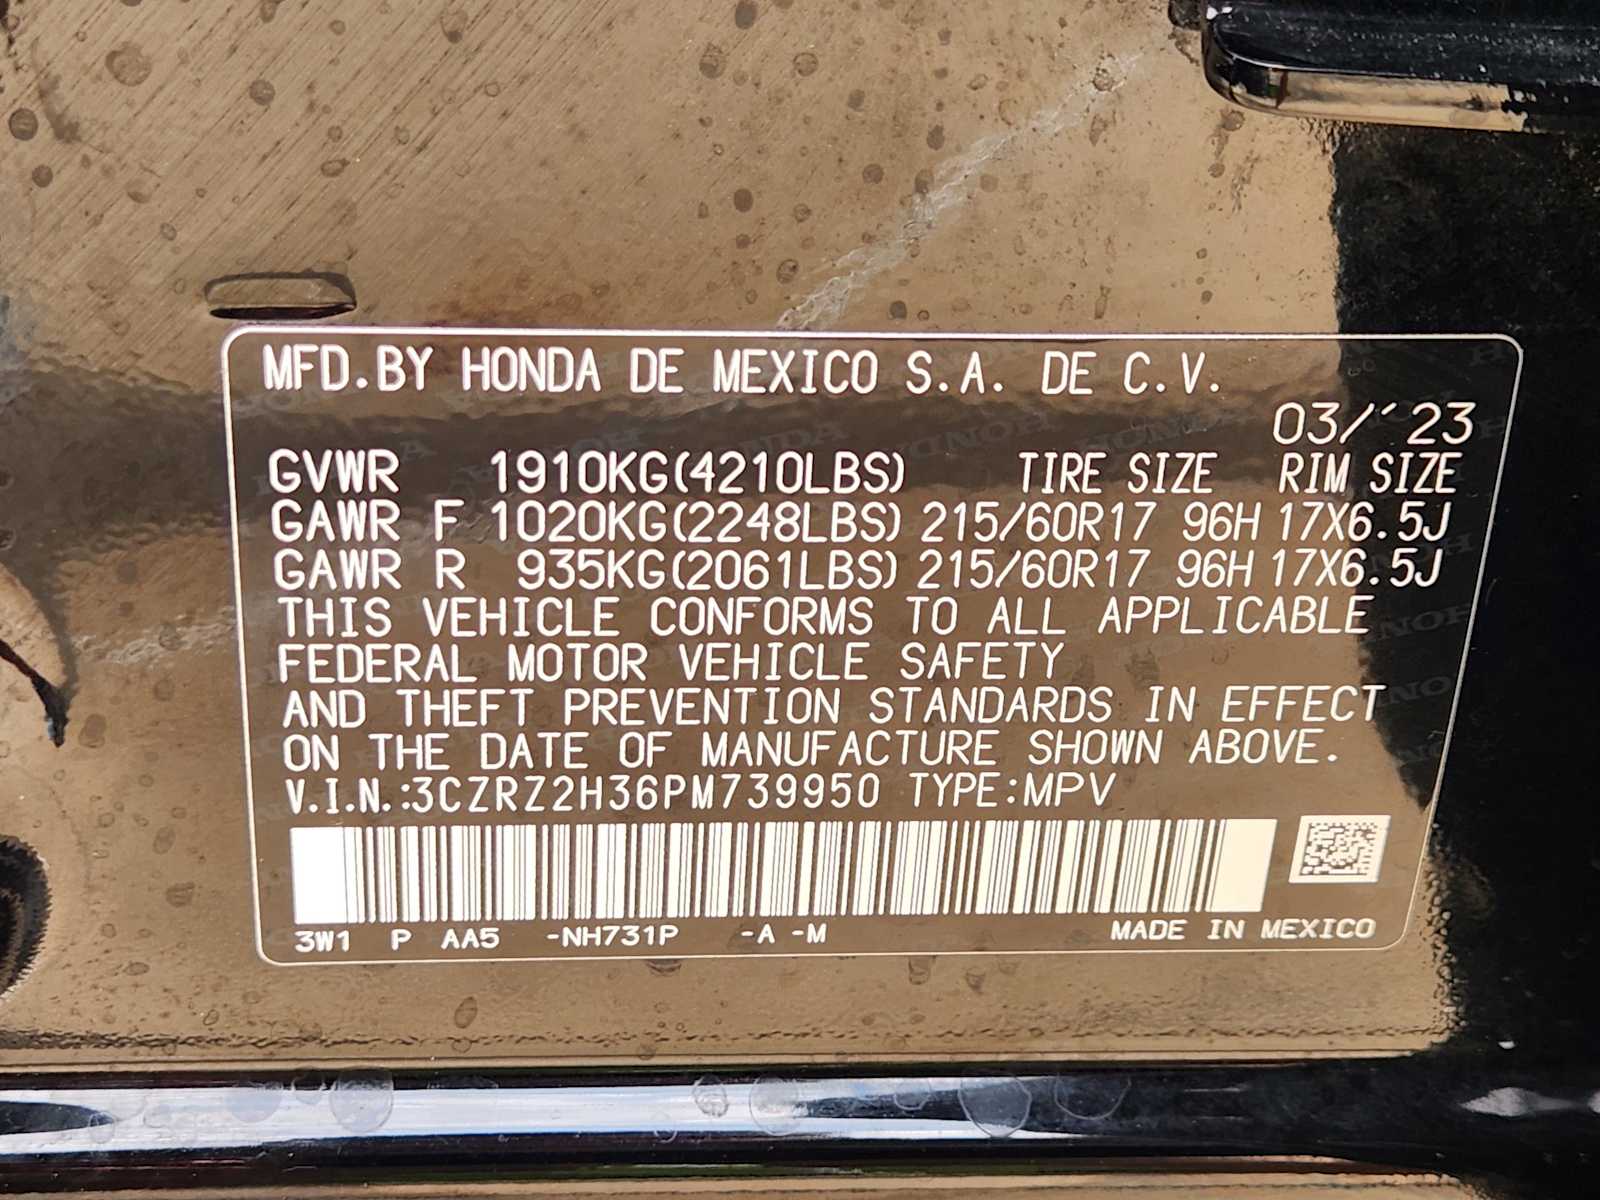 MFD.BY HONDA DE MEXICO S.A. DE C.V.
03/´23
GVWR 1910KG(4210LBS) TIRE SIZE RIM SIZE
GAWR F 1020KG(2248LBS) 215/60R17 96H 17X6.5J
GAWR R 935KG(2061LBS) 215/60R17 96H 17X6.5J
THIS VEHICLE CONFORMS TO ALL APPLICABLE
FEDERAL MOTOR VEHICLE SAFETY
AND THEFT PREVENTION STANDARDS IN EFFECT
ON THE DATE OF MANUFACTURE SHOWN ABOVE.
V.I.N.:3CZRZ2H36PM739950 TYPE:MPV
3W1 P AA5 -NH731P -A -M MADE IN MEXICO